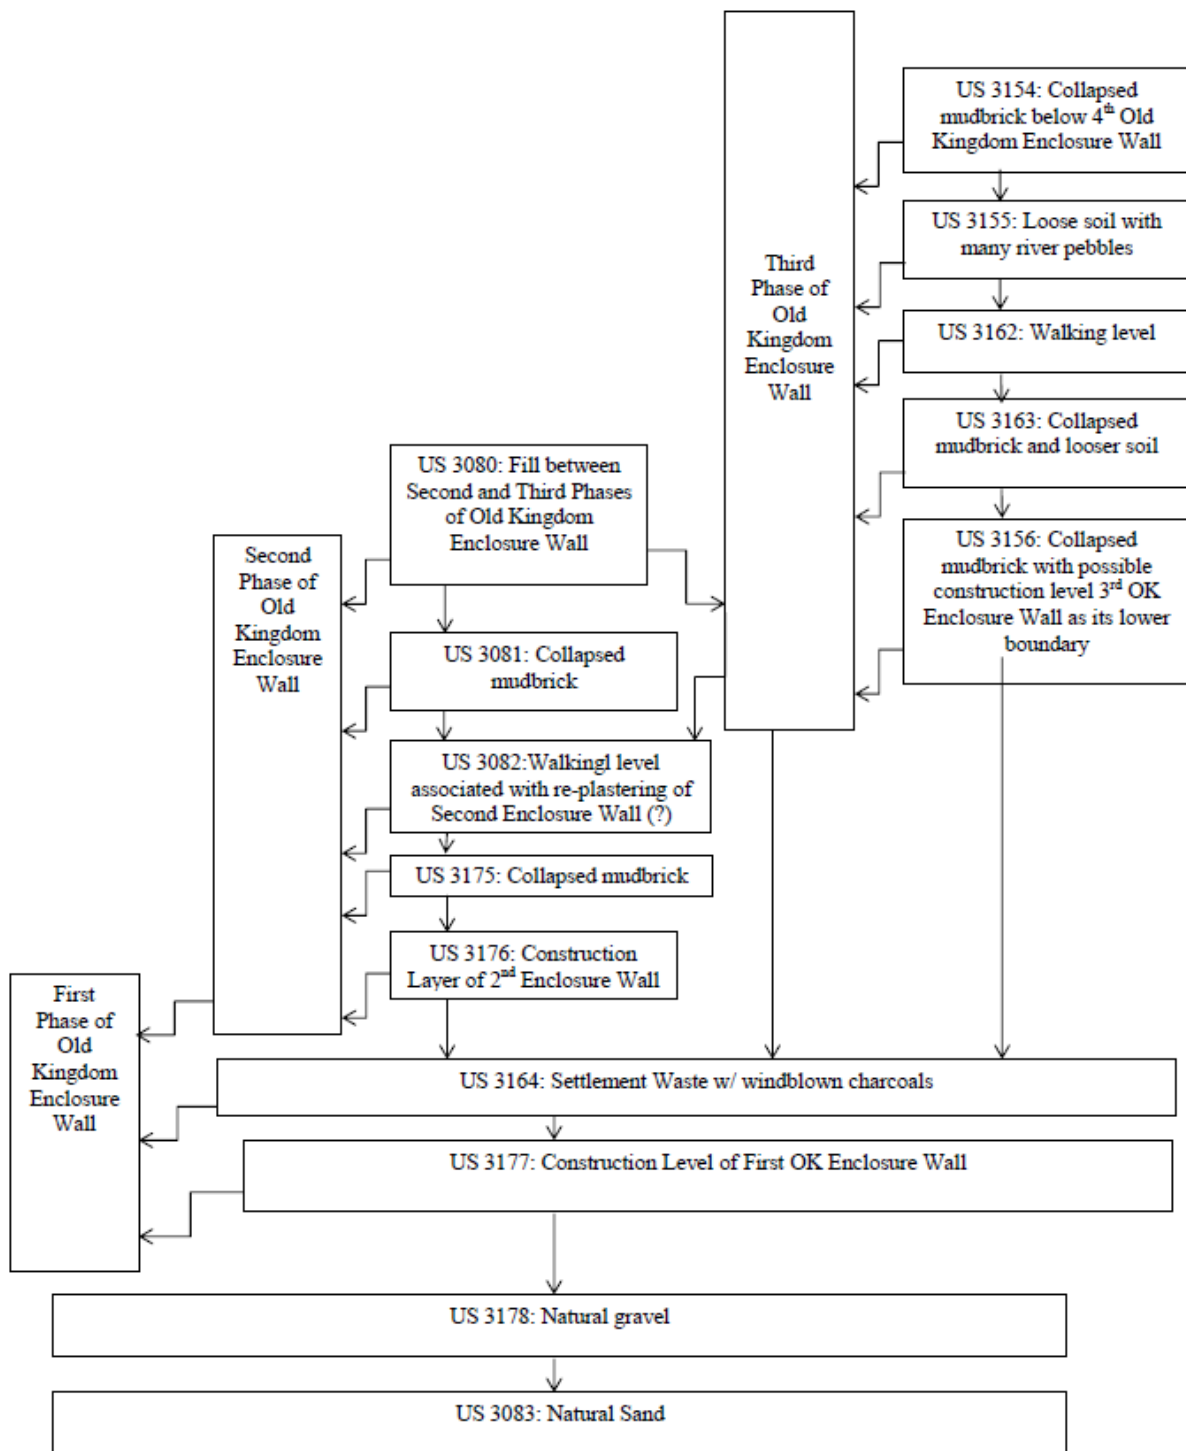 US 3154: Collapsed
mudbrick below 4th Old
Kingdom Enclosure Wall
US 3155: Loose soil with
many river pebbles
Third
Phase of
Old
Kingdom
Enclosure
Wall
US 3162: Walking level
US 3163: Collapsed
mudbrick and looser soil
US 3080: Fill between
Second and Third Phases
of Old Kingdom
Enclosure Wall
US 3156: Collapsed
mudbrick with possible
construction level 3rd OK
Enclosure Wall as its lower
boundary
Second
Phase of
Old
Kingdom
Enclosure
Wall
US 3081: Collapsed
mudbrick
US 3082:Walkingl level
associated with re-plastering of
Second Enclosure Wall (?)
US 3175: Collapsed mudbrick
US 3176: Construction
Layer of 2nd Enclosure Wall
First
Phase of
Old
Kingdom
Enclosure
Wall
US 3164: Settlement Waste w/ windblown charcoals
US 3177: Construction Level of First OK Enclosure Wall
US 3178: Natural gravel
US 3083: Natural Sand